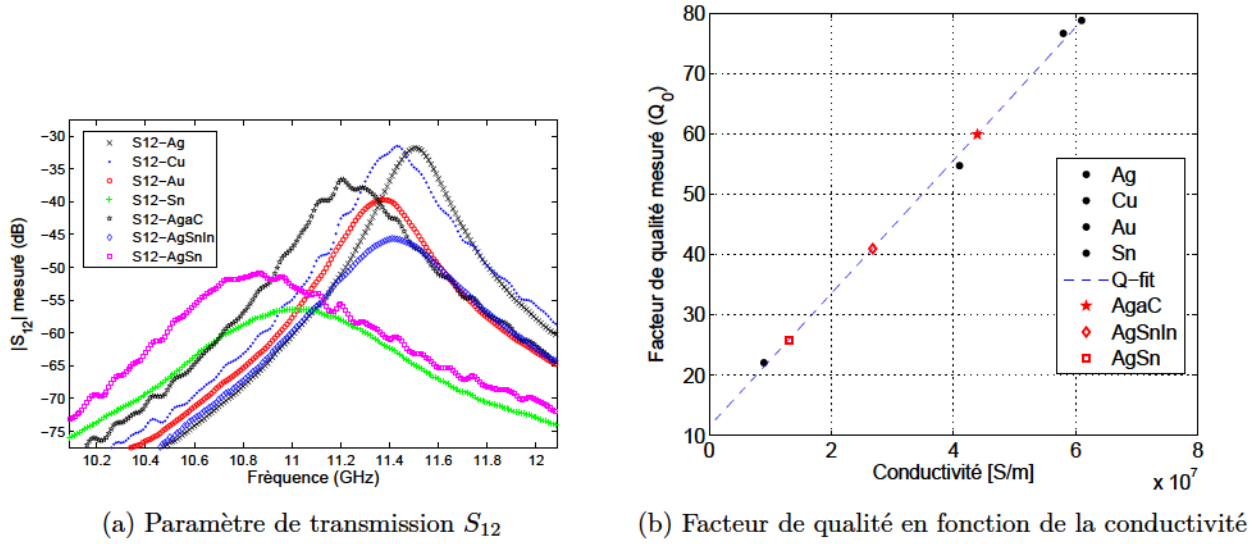 −30
−35
−40
−45
−50
−55
−60
−65
−70
−75
|S12| mesuré (dB)
S12−Ag
S12−Cu
S12−Au
S12−Sn
S12−AgaC
S12−AgSnIn
S12−AgSn
10.2 10.4 10.6 10.8 11 11.2 11.4 11.6 11.8 12
Frèquence (GHz)
(a) Paramètre de transmission S12
80
70
60
50
40
30
20
10
Facteur de qualité mesuré (Q0)
Ag
Cu
Au
Sn
Q−fit
AgaC
AgSnIn
AgSn
0 2 4 6 8
Conductivité [S/m]
x 10^7
(b) Facteur de qualité en fonction de la conductivité